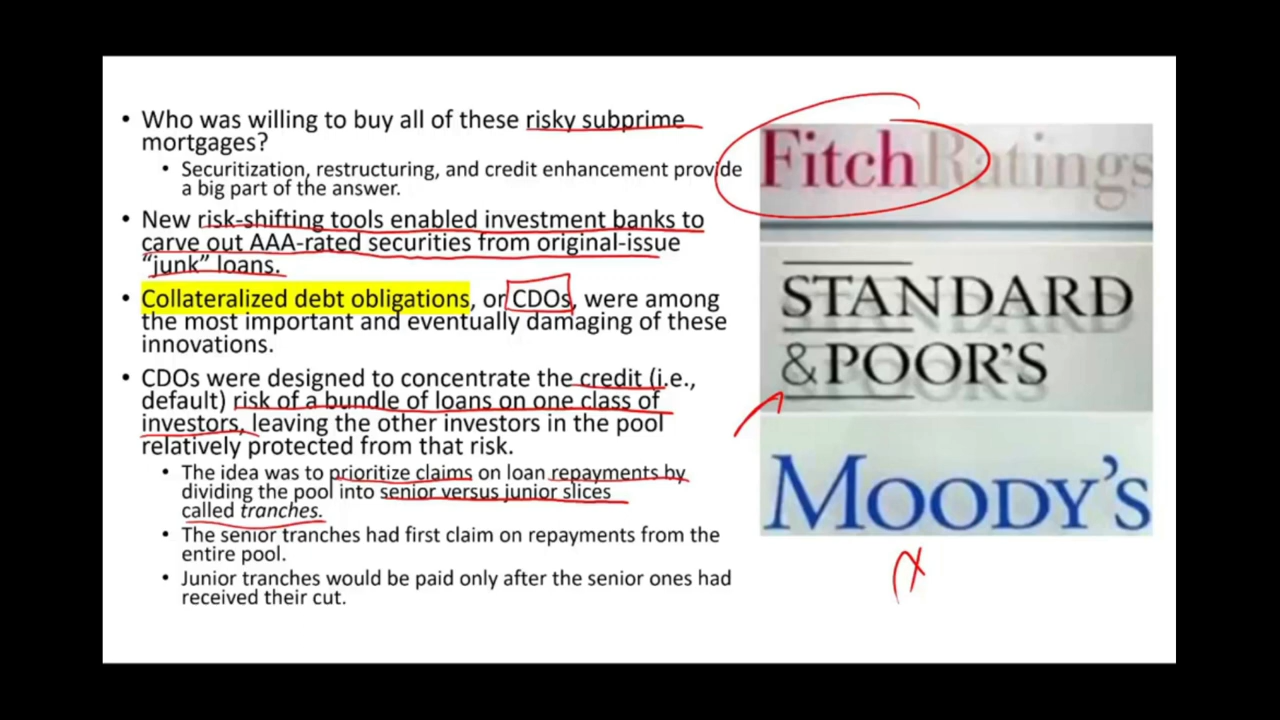 • Who was willing to buy all of these risky subprime
mortgages?
• Securitization, restructuring, and credit enhancement provide
a big part of the answer.
• New risk-shifting tools enabled investment banks to
carve out AAA-rated securities from original-issue
“junk” loans.
• Collateralized debt obligations, or CDOs, were among
the most important and eventually damaging of these
innovations.
• CDOs were designed to concentrate the credit (i.e.,
default) risk of a bundle of loans on one class of
investors, leaving the other investors in the pool
relatively protected from that risk.
• The idea was to prioritize claims on loan repayments by
dividing the pool into senior versus junior slices
called tranches.
• The senior tranches had first claim on repayments from the
entire pool.
• Junior tranches would be paid only after the senior ones had
received their cut.
FitchRatings
STANDARD
&POOR'S
MOODY'S